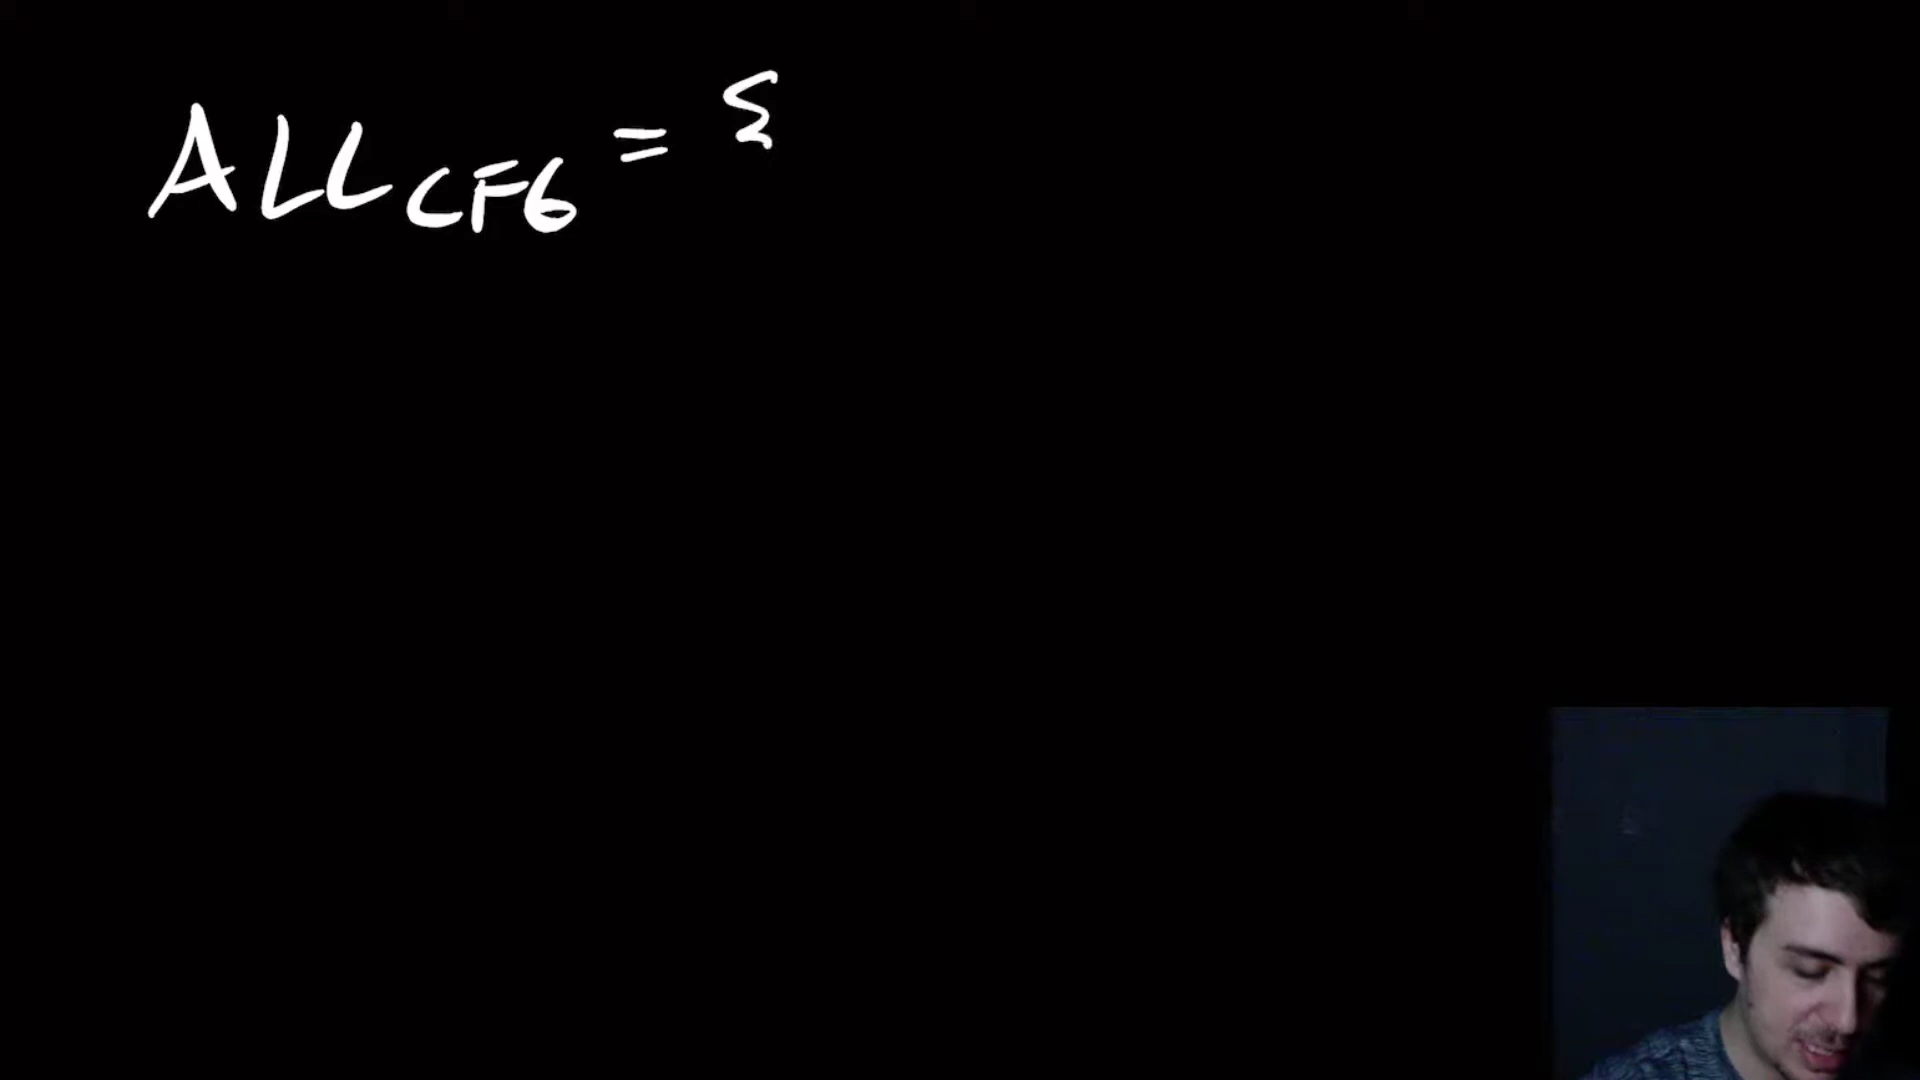 ALL_CFG = {